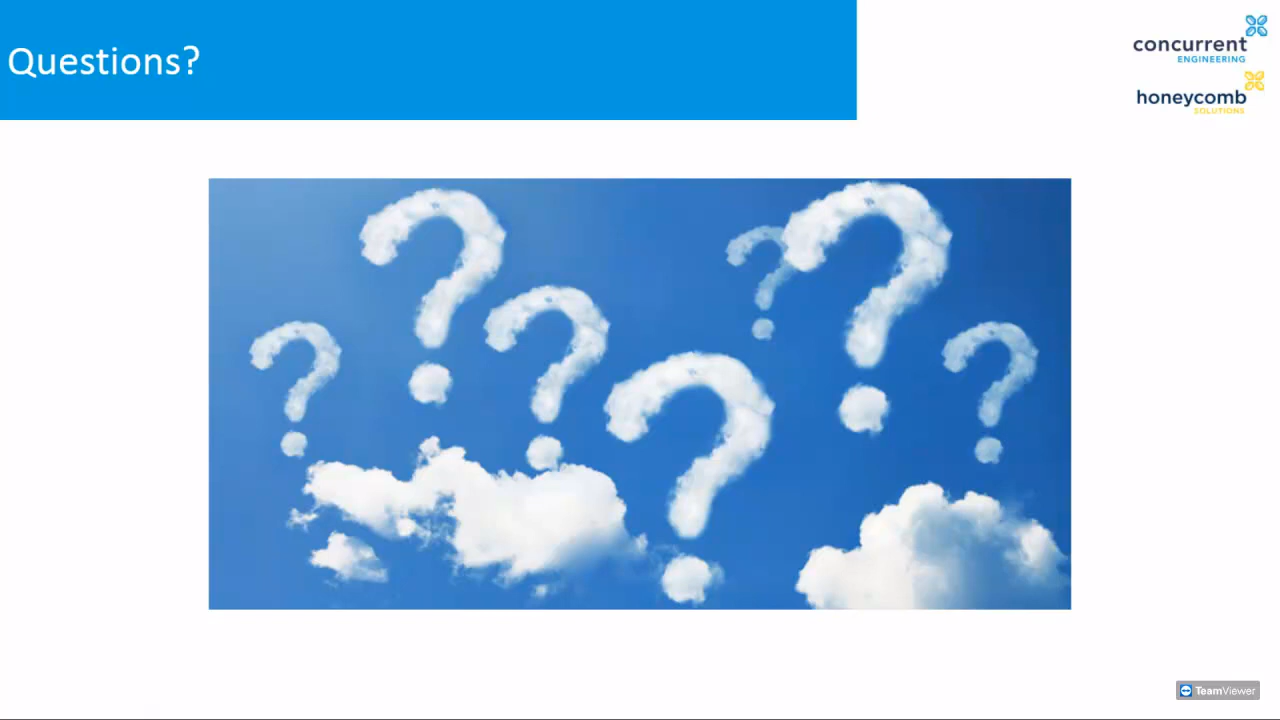 Questions?
concurrent
ENGINEERING
honeycomb
SOLUTIONS
TeamViewer